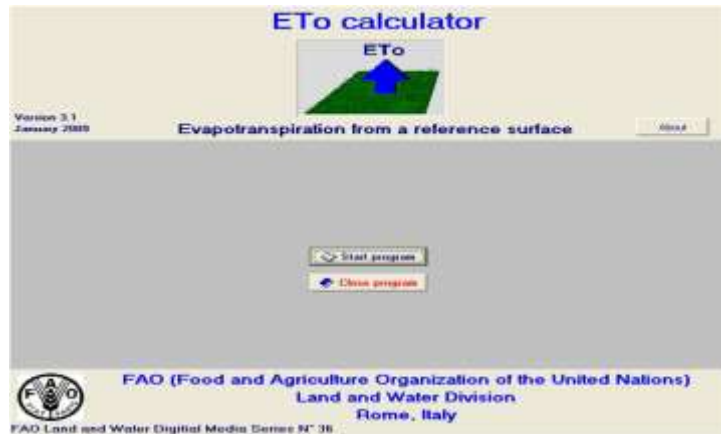 ETo calculator
ETo
Version 3.1
January 2009
Evapotranspiration from a reference surface
About
Start program
Close program
FAO (Food and Agriculture Organization of the United Nations)
Land and Water Division
Rome, Italy
FAO
FAO Land and Water Digitial Media Series N° 36